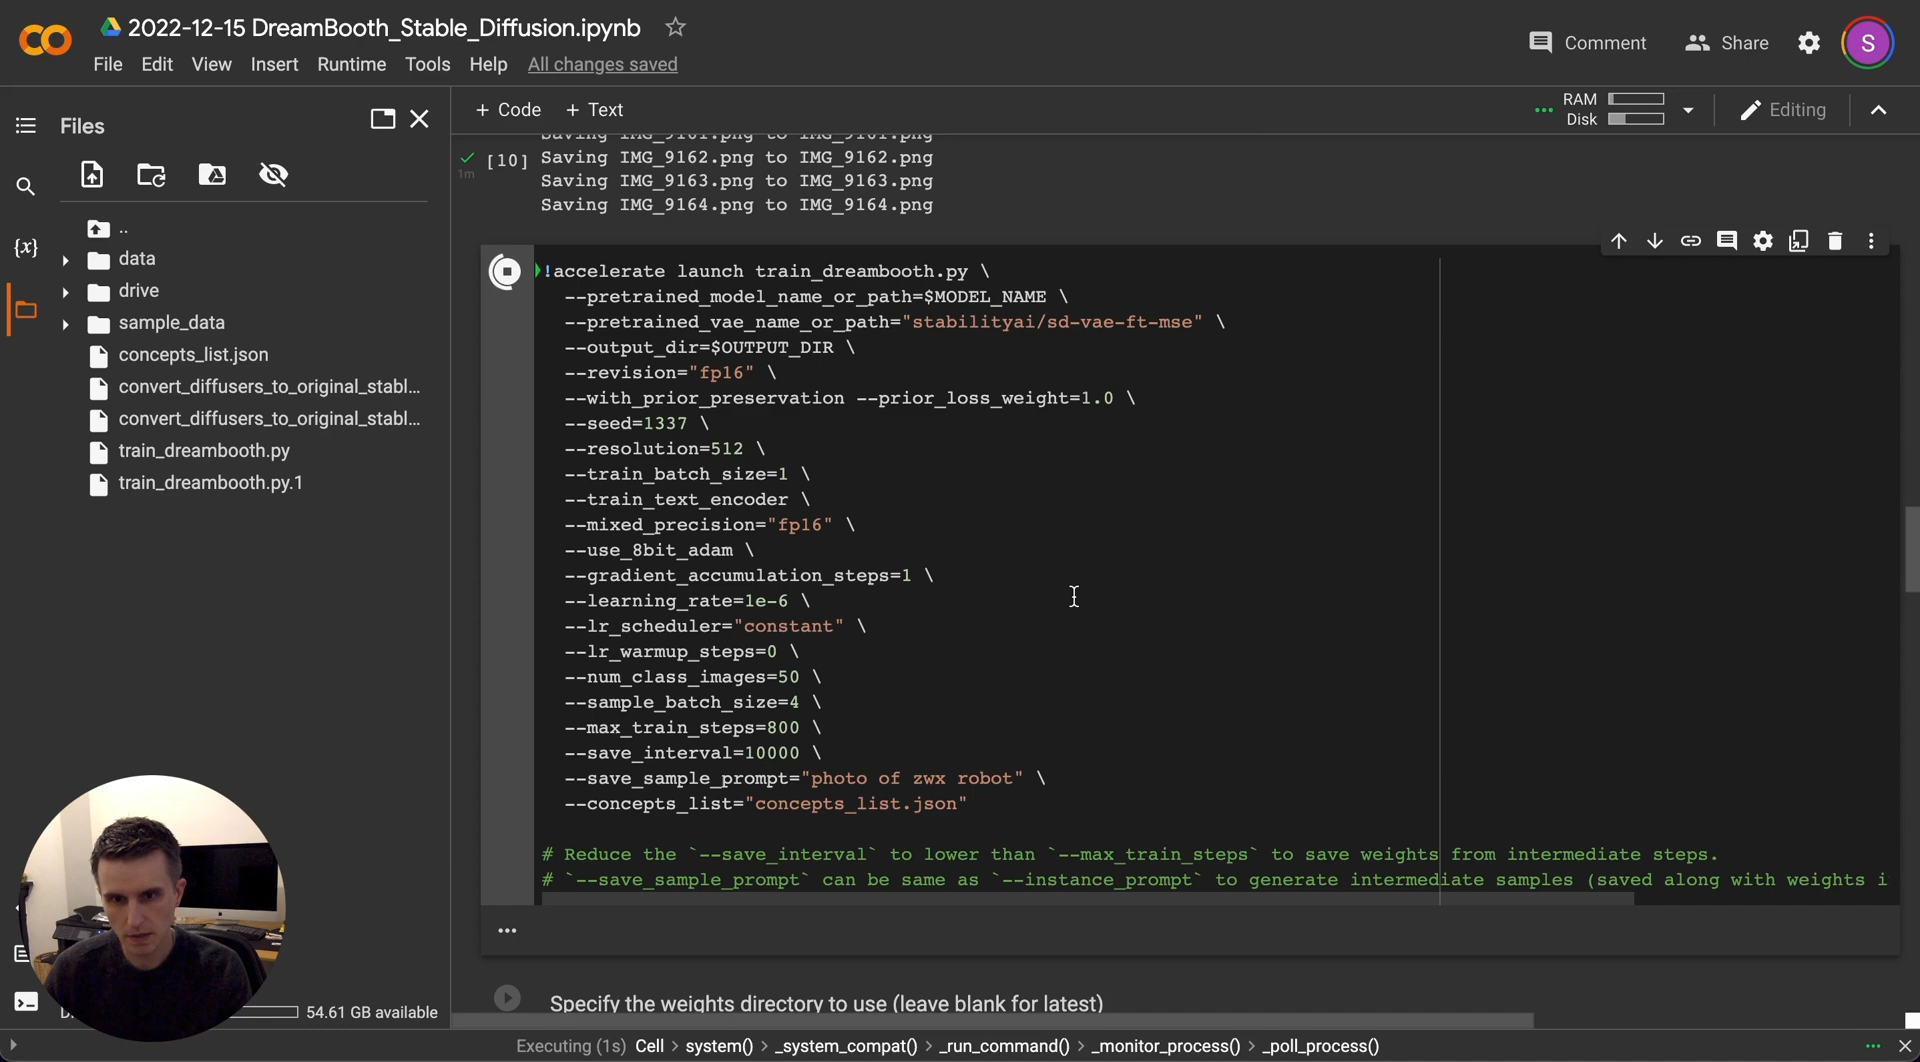 2022-12-15 DreamBooth_Stable_Diffusion.ipynb
File Edit View Insert Runtime Tools Help All changes saved
Comment Share S
Files
+ Code + Text
RAM
Disk
Editing
..
data
drive
sample_data
concepts_list.json
convert_diffusers_to_original_stabl...
convert_diffusers_to_original_stabl...
train_dreambooth.py
train_dreambooth.py.1
54.61 GB available
Saving IMG_9161.png to IMG_9161.png
[10] Saving IMG_9162.png to IMG_9162.png
1m
Saving IMG_9163.png to IMG_9163.png
Saving IMG_9164.png to IMG_9164.png
!accelerate launch train_dreambooth.py \
--pretrained_model_name_or_path=$MODEL_NAME \
--pretrained_vae_name_or_path="stabilityai/sd-vae-ft-mse" \
--output_dir=$OUTPUT_DIR \
--revision="fp16" \
--with_prior_preservation --prior_loss_weight=1.0 \
--seed=1337 \
--resolution=512 \
--train_batch_size=1 \
--train_text_encoder \
--mixed_precision="fp16" \
--use_8bit_adam \
--gradient_accumulation_steps=1 \
--learning_rate=1e-6 \
--lr_scheduler="constant" \
--lr_warmup_steps=0 \
--num_class_images=50 \
--sample_batch_size=4 \
--max_train_steps=800 \
--save_interval=10000 \
--save_sample_prompt="photo of zwx robot" \
--concepts_list="concepts_list.json"
# Reduce the `--save_interval` to lower than `--max_train_steps` to save weights from intermediate steps.
# `--save_sample_prompt` can be same as `--instance_prompt` to generate intermediate samples (saved along with weights i
...
Specify the weights directory to use (leave blank for latest)
Executing (1s) Cell > system() > _system_compat() > _run_command() > _monitor_process() > _poll_process()